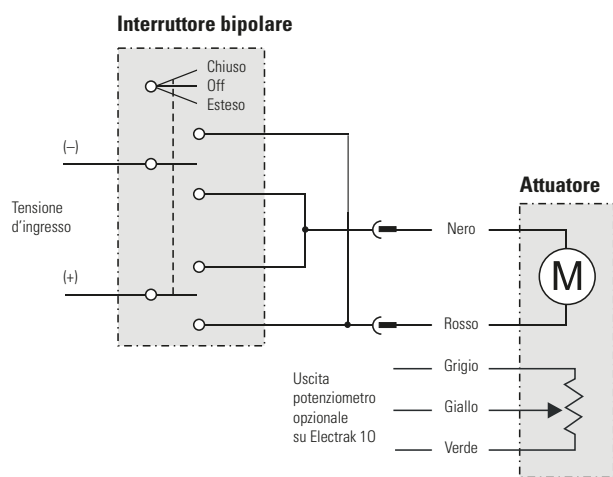 Interruttore bipolare
Chiuso
Off
Esteso
(–)
Tensione
d'ingresso
(+)
Attuatore
Nero
M
Rosso
Grigio
Uscita
potenziometro
opzionale
su Electrak 10
Giallo
Verde